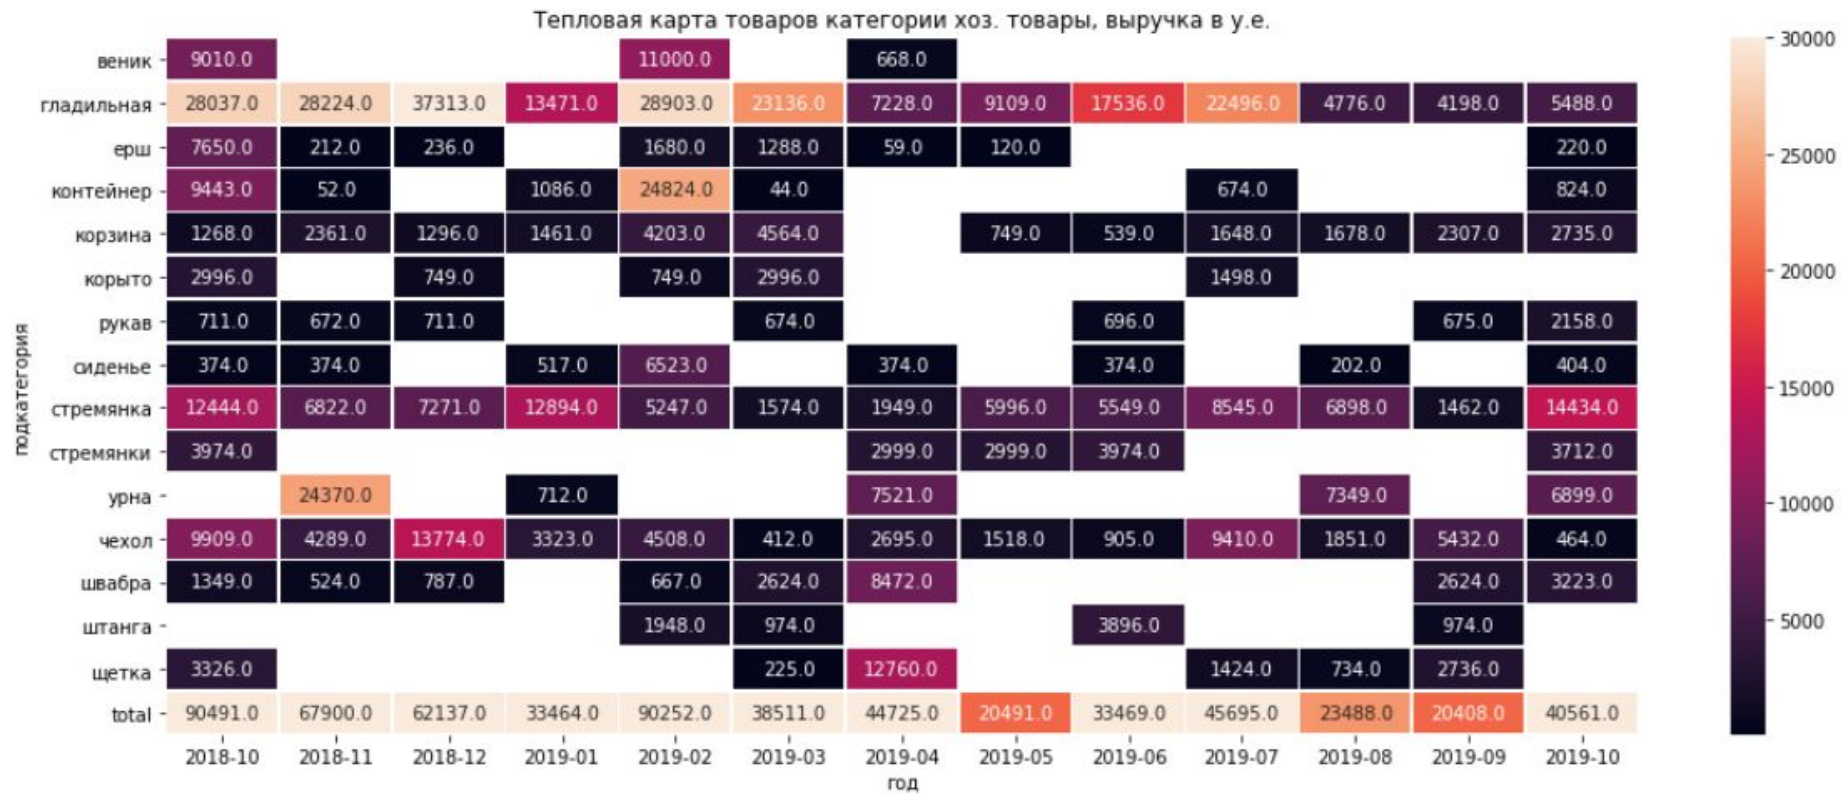 Тепловая карта товаров категории хоз. товары, выручка в у.е.
подкатегория
веник 9010.0 11000.0 668.0
гладильная 28037.0 28224.0 37313.0 13471.0 28903.0 23136.0 7228.0 9109.0 17536.0 22496.0 4776.0 4198.0 5488.0
ерш 7650.0 212.0 236.0 1680.0 1288.0 59.0 120.0 220.0
контейнер 9443.0 52.0 1086.0 24824.0 44.0 674.0 824.0
корзина 1268.0 2361.0 1296.0 1461.0 4203.0 4564.0 749.0 539.0 1648.0 1678.0 2307.0 2735.0
корыто 2996.0 749.0 749.0 2996.0 1498.0
рукав 711.0 672.0 711.0 674.0 696.0 675.0 2158.0
сиденье 374.0 374.0 517.0 6523.0 374.0 374.0 202.0 404.0
стремянка 12444.0 6822.0 7271.0 12894.0 5247.0 1574.0 1949.0 5996.0 5549.0 8545.0 6898.0 1462.0 14434.0
стремянки 3974.0 2999.0 2999.0 3974.0 3712.0
урна 24370.0 712.0 7521.0 7349.0 6899.0
чехол 9909.0 4289.0 13774.0 3323.0 4508.0 412.0 2695.0 1518.0 905.0 9410.0 1851.0 5432.0 464.0
швабра 1349.0 524.0 787.0 667.0 2624.0 8472.0 2624.0 3223.0
штанга 1948.0 974.0 3896.0 974.0
щетка 3326.0 225.0 12760.0 1424.0 734.0 2736.0
total 90491.0 67900.0 62137.0 33464.0 90252.0 38511.0 44725.0 20491.0 33469.0 45695.0 23488.0 20408.0 40561.0
2018-10 2018-11 2018-12 2019-01 2019-02 2019-03 2019-04 2019-05 2019-06 2019-07 2019-08 2019-09 2019-10
год
30000
25000
20000
15000
10000
5000